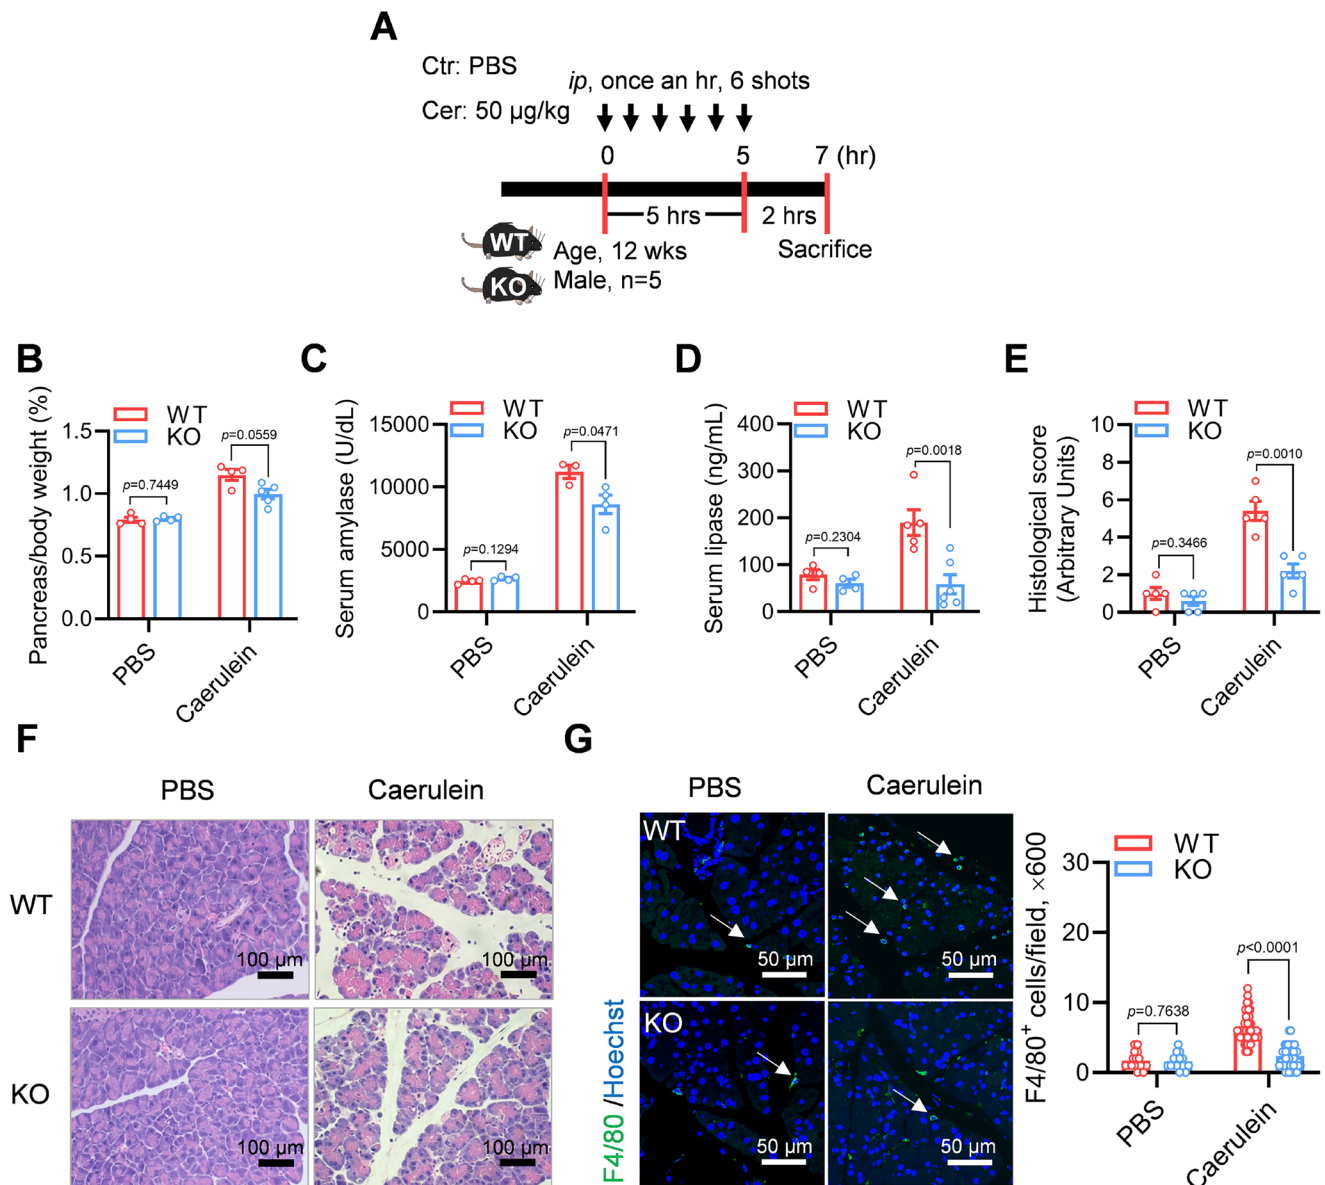 A
Ctr: PBS
Cer: 50 µg/kg
ip, once an hr, 6 shots
0 5 7 (hr)
5 hrs 2 hrs
WT
KO
Age, 12 wks
Male, n=5
Sacrifice
B
Pancreas/body weight (%)
WT
KO
1.5
1.0
0.5
0.0
p=0.7449
p=0.0559
PBS
Caerulein
C
Serum amylase (U/dL)
WT
KO
15000
10000
5000
0
p=0.1294
p=0.0471
PBS
Caerulein
D
Serum lipase (ng/mL)
WT
KO
400
300
200
100
0
p=0.2304
p=0.0018
PBS
Caerulein
E
Histological score
(Arbitrary Units)
WT
KO
10
8
6
4
2
0
p=0.3466
p=0.0010
PBS
Caerulein
F
PBS Caerulein
WT
100 µm 100 µm
KO
100 µm 100 µm
G
PBS Caerulein
WT
50 µm 50 µm
KO
50 µm 50 µm
F4/80 /Hoechst
F4/80+ cells/field, ×600
WT
KO
30
20
10
0
p=0.7638
p<0.0001
PBS
Caerulein